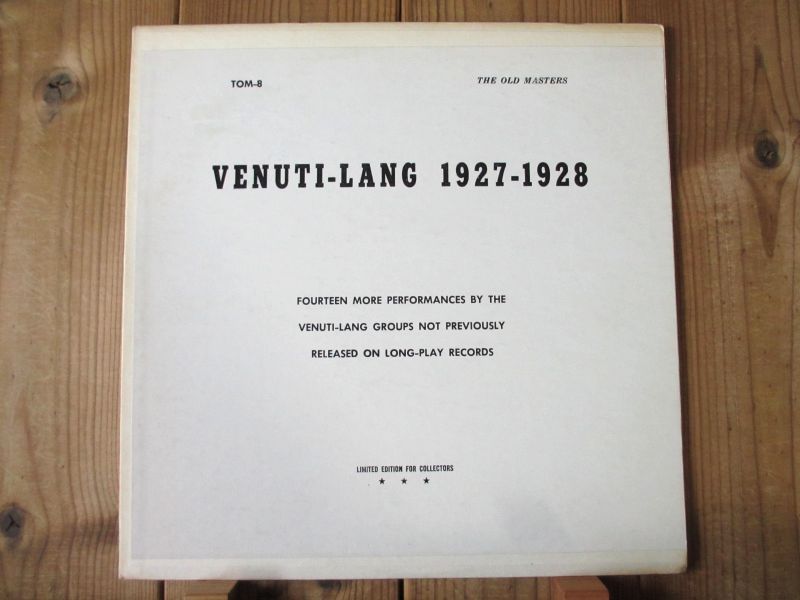 TOM-8
THE OLD MASTERS
VENUTI-LANG 1927-1928
FOURTEEN MORE PERFORMANCES BY THE
VENUTI-LANG GROUPS NOT PREVIOUSLY
RELEASED ON LONG-PLAY RECORDS
LIMITED EDITION FOR COLLECTORS
★ ★ ★